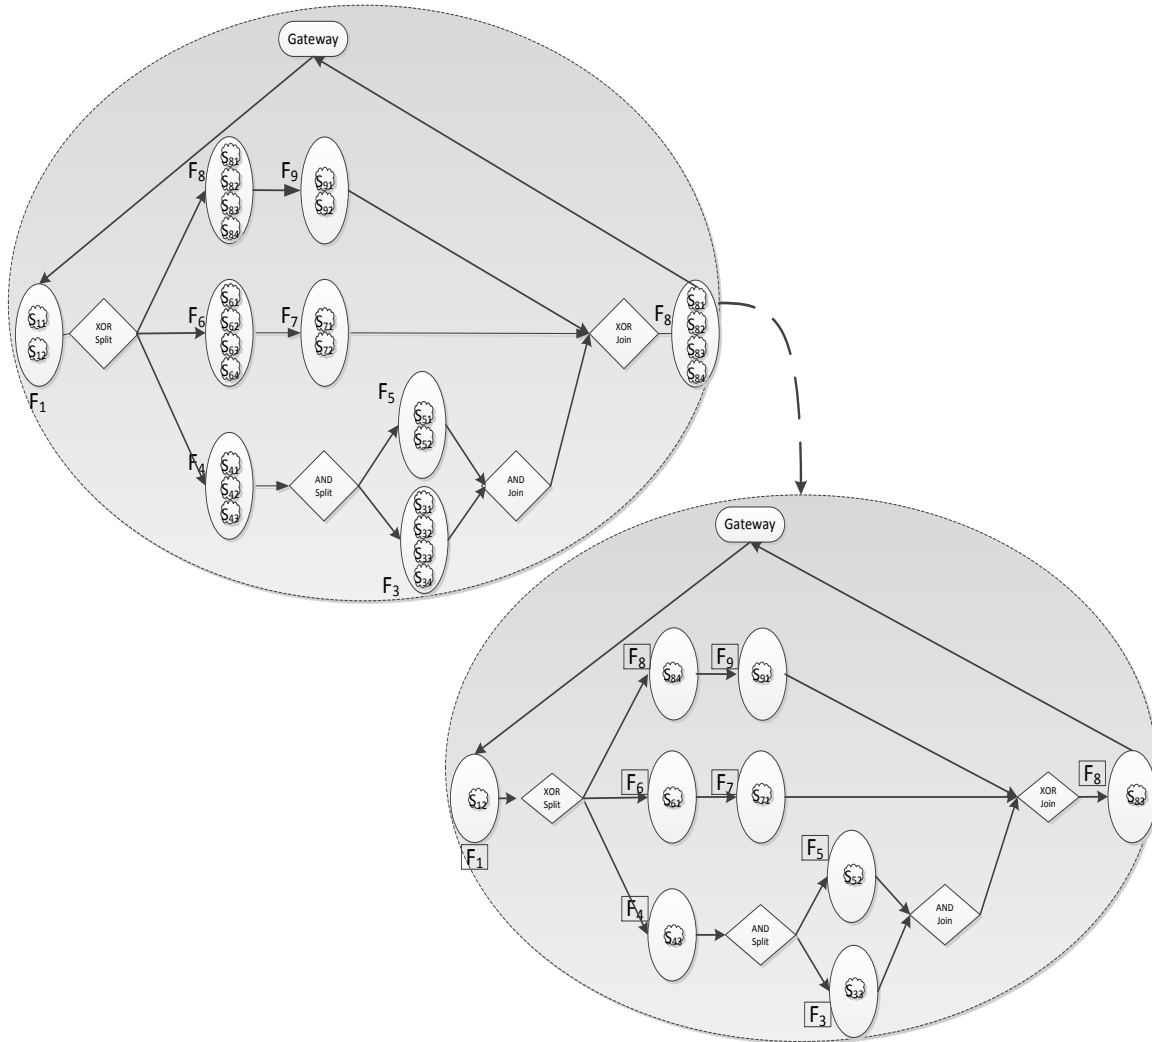 Gateway
F8
S81
S82
S83
S84
F9
S91
S92
S11
S12
F1
XOR
Split
F6
S61
S62
S63
S64
F7
S71
S72
XOR
Join
F8
S81
S82
S83
S84
F4
S41
S42
S43
AND
Split
F5
S51
S52
F3
S31
S32
S33
S34
AND
Join
Gateway
F8
S84
F9
S91
S12
F1
XOR
Split
F6
S61
F7
S71
XOR
Join
F8
S83
F4
S43
AND
Split
F5
S52
F3
S33
AND
Join